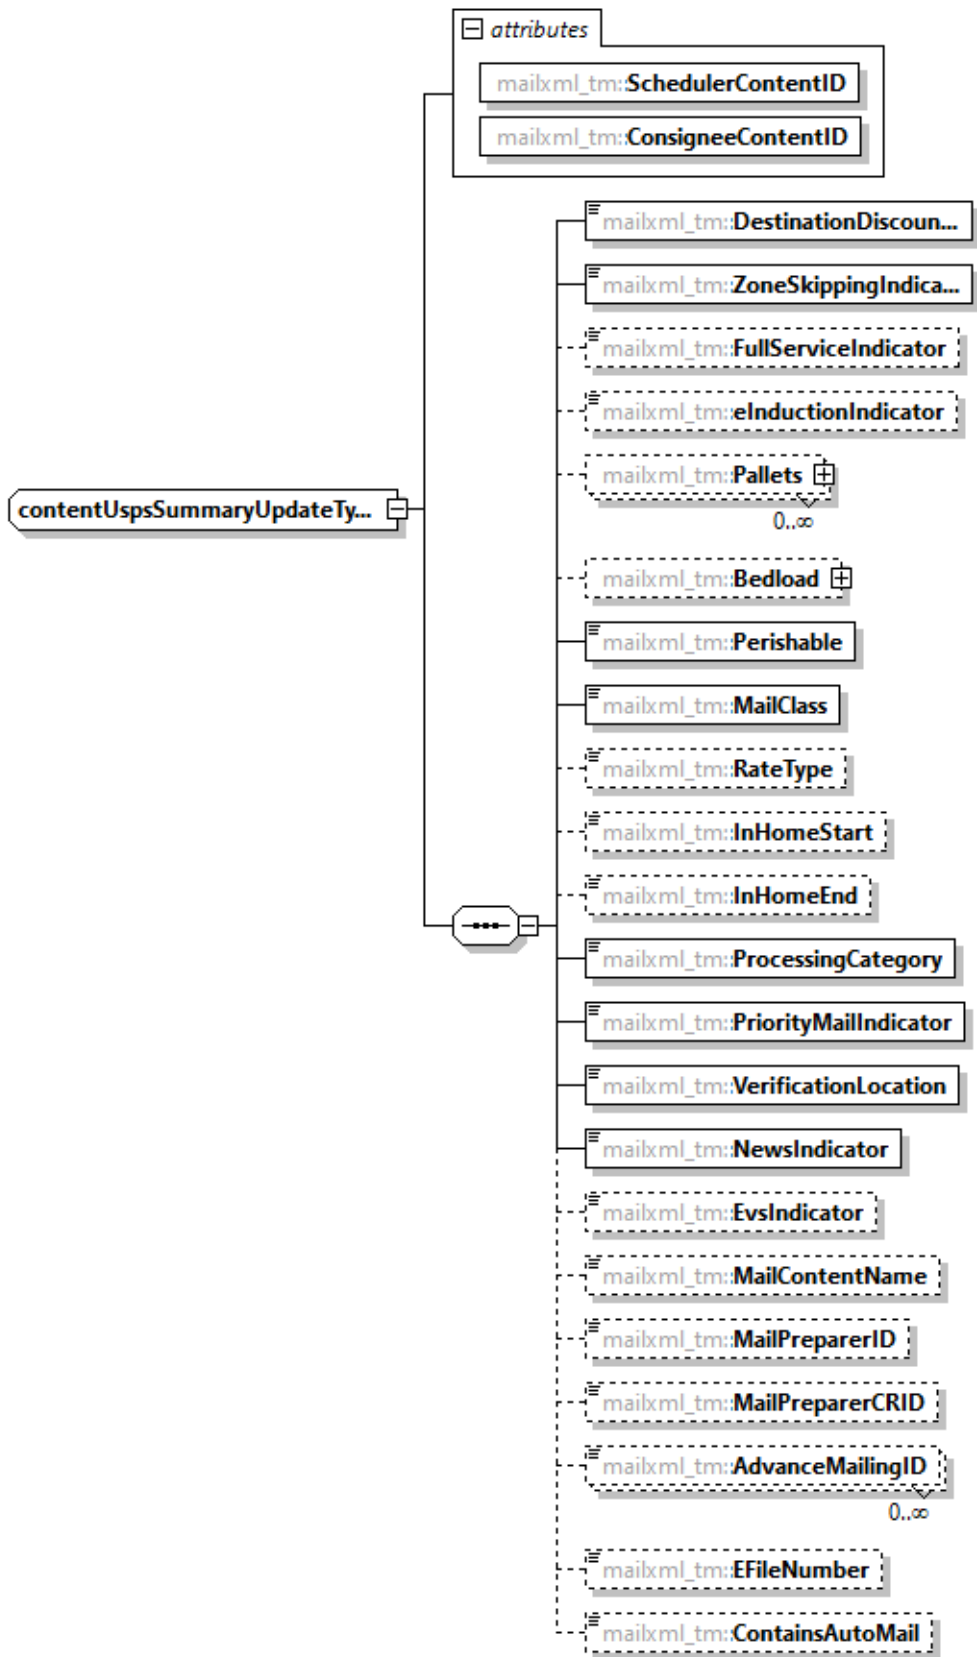 attributes
mailxml_tm::SchedulerContentID
mailxml_tm::ConsigneeContentID
mailxml_tm::DestinationDiscoun...
mailxml_tm::ZoneSkippingIndica...
mailxml_tm::FullServiceIndicator
mailxml_tm::eInductionIndicator
mailxml_tm::Pallets
0..∞
contentUspsSummaryUpdateTy...
mailxml_tm::Bedload
mailxml_tm::Perishable
mailxml_tm::MailClass
mailxml_tm::RateType
mailxml_tm::InHomeStart
mailxml_tm::InHomeEnd
mailxml_tm::ProcessingCategory
mailxml_tm::PriorityMailIndicator
mailxml_tm::VerificationLocation
mailxml_tm::NewsIndicator
mailxml_tm::EvsIndicator
mailxml_tm::MailContentName
mailxml_tm::MailPreparerID
mailxml_tm::MailPreparerCRID
mailxml_tm::AdvanceMailingID
0..∞
mailxml_tm::EFileNumber
mailxml_tm::ContainsAutoMail